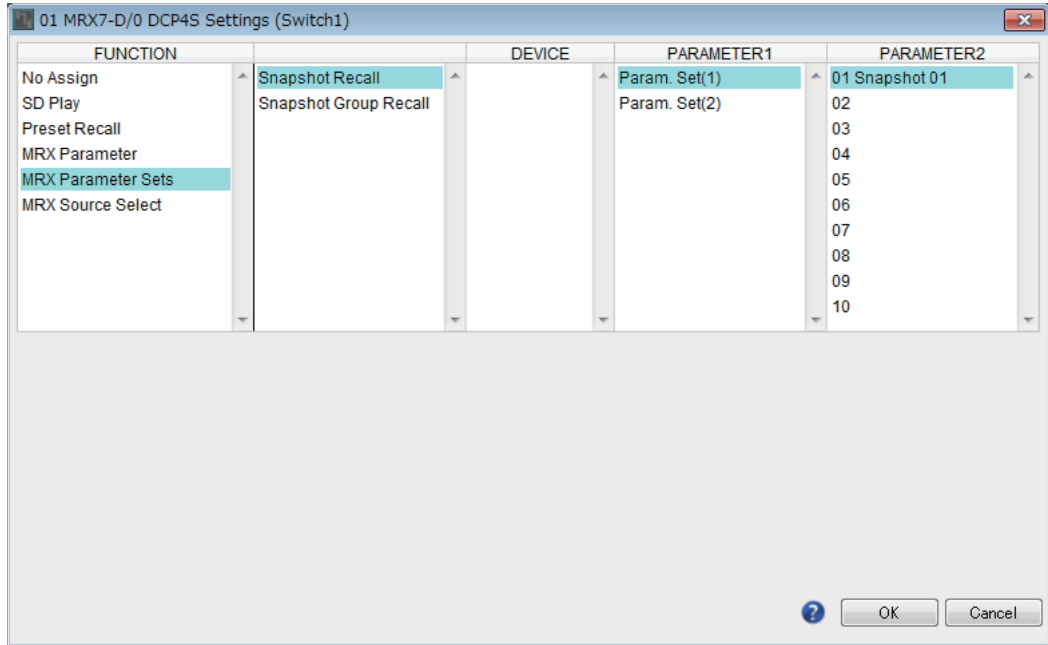 01 MRX7-D/0 DCP4S Settings (Switch1)
FUNCTION
DEVICE
PARAMETER1
PARAMETER2
No Assign
SD Play
Preset Recall
MRX Parameter
MRX Parameter Sets
MRX Source Select
Snapshot Recall
Snapshot Group Recall
Param. Set(1)
Param. Set(2)
01 Snapshot 01
02
03
04
05
06
07
08
09
10
?
OK
Cancel